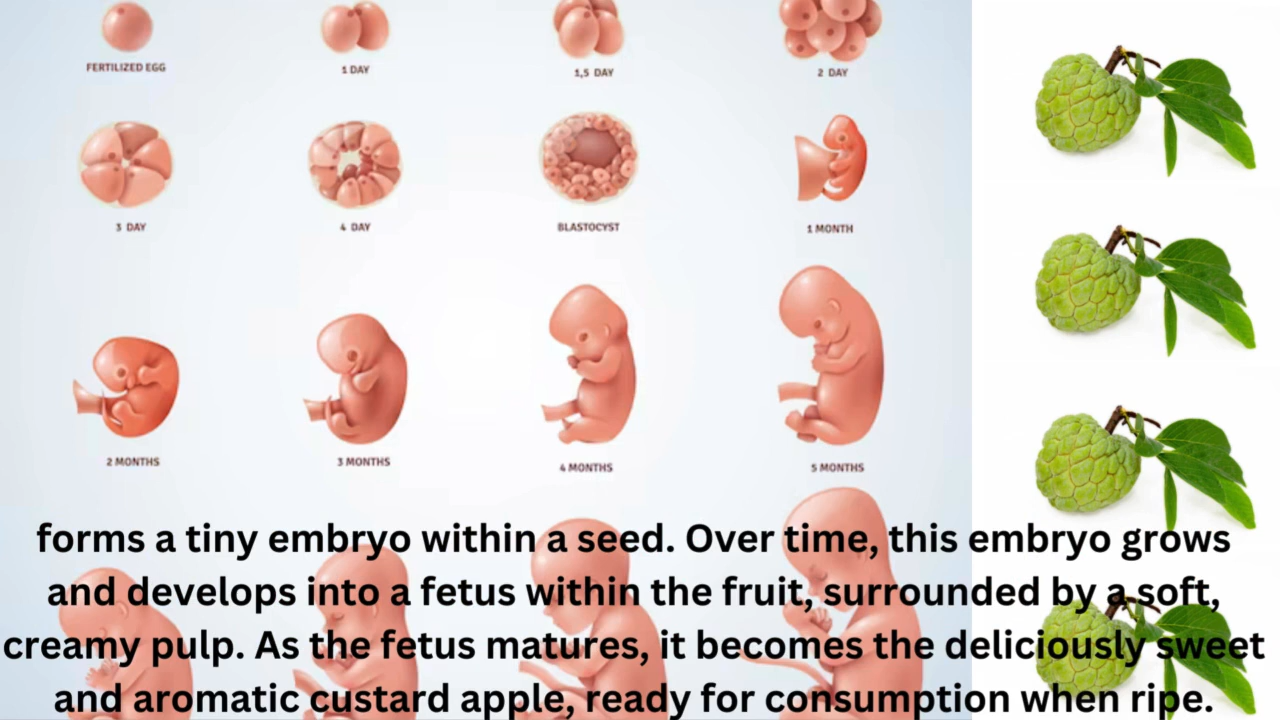 FERTILIZED EGG
1 DAY
1,5 DAY
2 DAY
3 DAY
4 DAY
BLASTOCYST
1 MONTH
2 MONTHS
3 MONTHS
4 MONTHS
5 MONTHS
forms a tiny embryo within a seed. Over time, this embryo grows
and develops into a fetus within the fruit, surrounded by a soft,
creamy pulp. As the fetus matures, it becomes the deliciously sweet
and aromatic custard apple, ready for consumption when ripe.